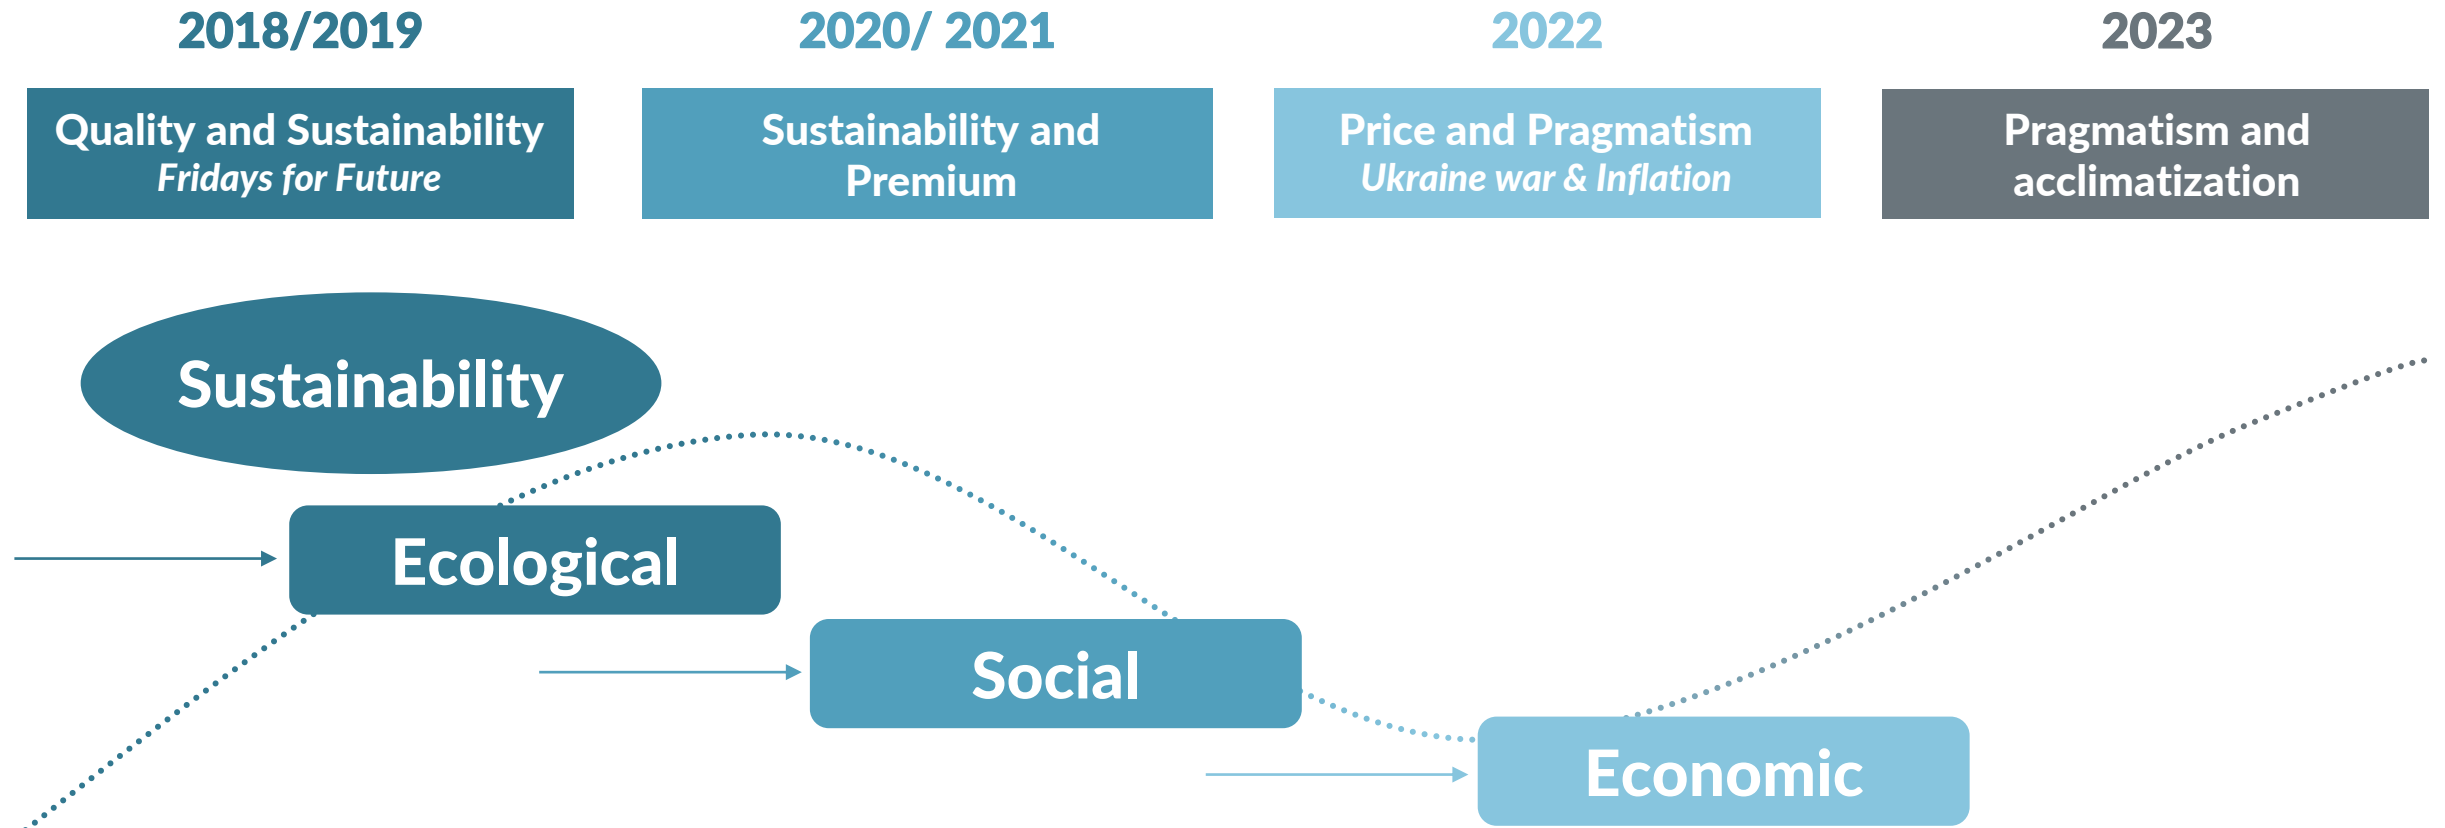 2018/2019
2020/ 2021
2022
2023
Quality and Sustainability
Fridays for Future
Sustainability and
Premium
Price and Pragmatism
Ukraine war & Inflation
Pragmatism and
acclimatization
Sustainability
Ecological
Social
Economic